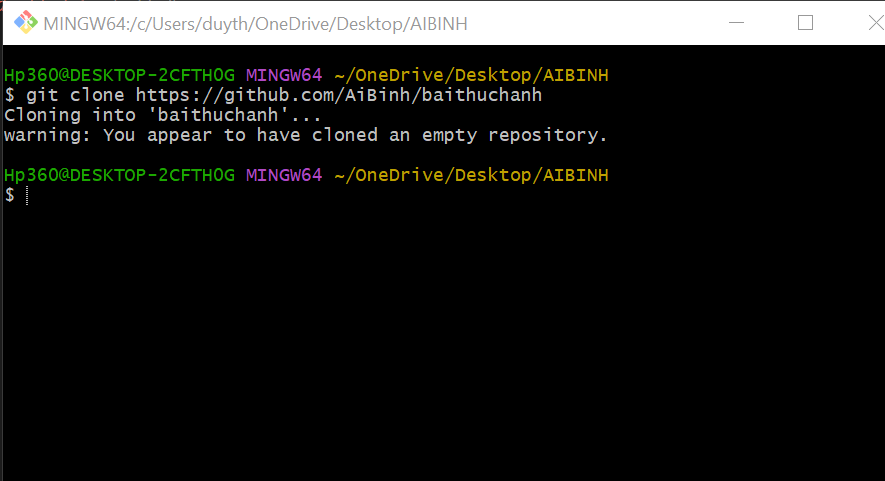 MINGW64:/c/Users/duyth/OneDrive/Desktop/AIBINH
Hp360@DESKTOP-2CFTH0G MINGW64 ~/OneDrive/Desktop/AIBINH
$ git clone https://github.com/AiBinh/baithuchanh
Cloning into 'baithuchanh'...
warning: You appear to have cloned an empty repository.
Hp360@DESKTOP-2CFTH0G MINGW64 ~/OneDrive/Desktop/AIBINH
$